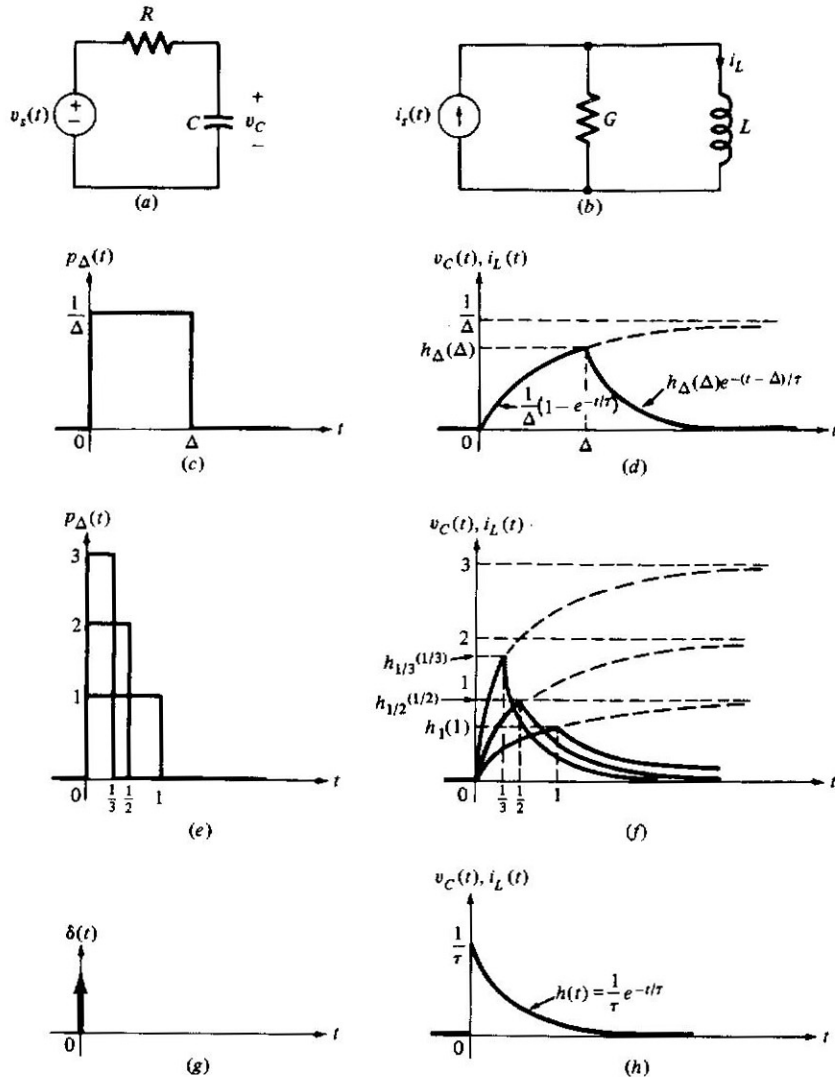 R
v_s(t)
+
−
C
+
v_C
−
(a)
i_s(t)
G
i_L
L
(b)
p_Δ(t)
1/Δ
0
Δ
t
(c)
v_C(t), i_L(t)
1/Δ
h_Δ(Δ)
1/Δ(1 − e^{−t/τ})
h_Δ(Δ)e^{−(t − Δ)/τ}
0
Δ
t
(d)
p_Δ(t)
3
2
1
0
1/3
1/2
1
t
(e)
v_C(t), i_L(t)
3
2
h_{1/3}(1/3)
1
h_{1/2}(1/2)
h_1(1)
0
1/3
1/2
1
t
(f)
δ(t)
0
t
(g)
v_C(t), i_L(t)
1/τ
h(t) = 1/τ e^{−t/τ}
0
t
(h)